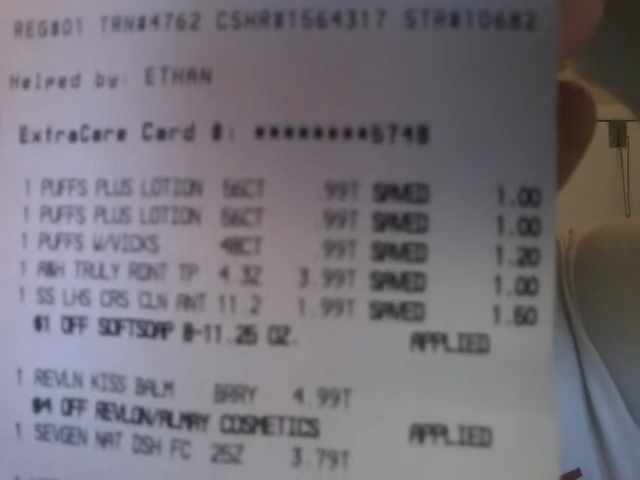 REG#01 TRN#4762 CSHR#1564317 STR#10682
Helped by: ETHAN
ExtraCare Card #: ********5748
1 PUFFS PLUS LOTION 56CT .99T SAVED 1.00
1 PUFFS PLUS LOTION 56CT .99T SAVED 1.00
1 PUFFS W/VICKS 48CT .99T SAVED 1.20
1 A&H TRULY RDNT TP 4.3Z 3.99T SAVED 1.00
1 SS LHS CRS CLN ANT 11.2 1.99T SAVED 1.50
$1 OFF SOFTSOAP 8-11.25 OZ. APPLIED
1 REVLN KISS BALM BRRY 4.99T
$4 OFF REVLON/ALMAY COSMETICS APPLIED
1 SEVGEN NAT DSH FC 25Z 3.79T